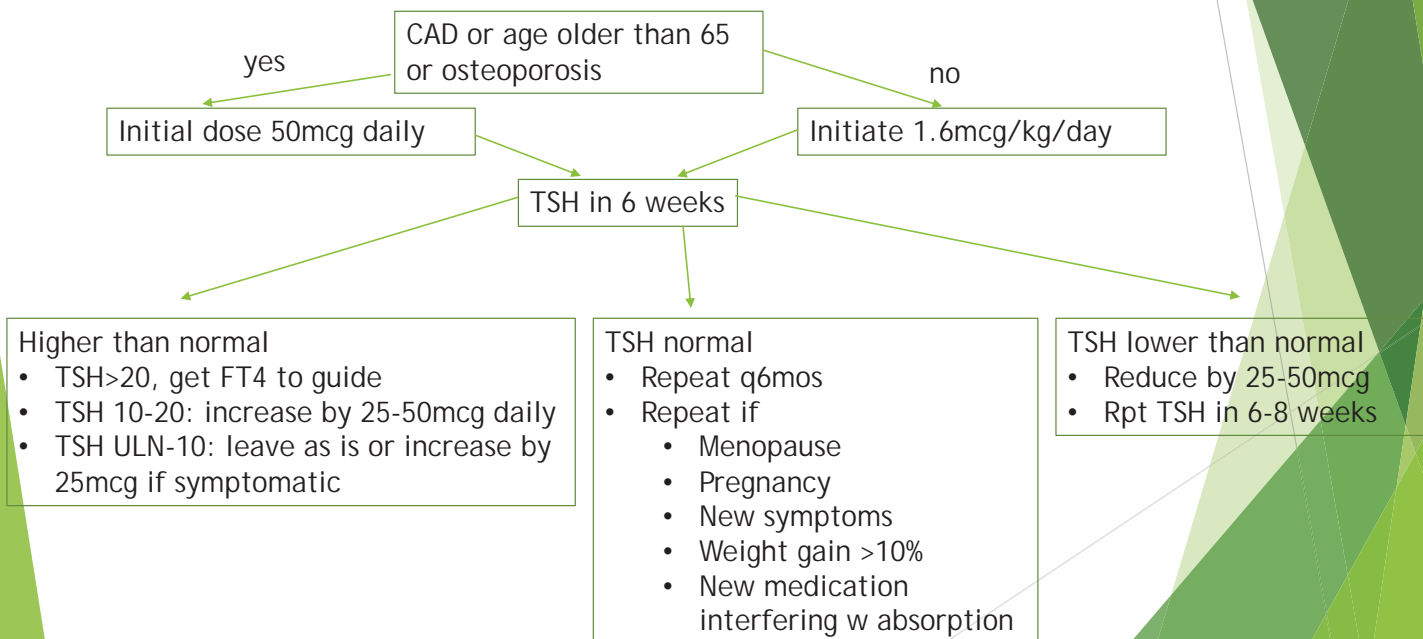 CAD or age older than 65
or osteoporosis
yes
no
Initial dose 50mcg daily
Initiate 1.6mcg/kg/day
TSH in 6 weeks
Higher than normal
• TSH>20, get FT4 to guide
• TSH 10-20: increase by 25-50mcg daily
• TSH ULN-10: leave as is or increase by
25mcg if symptomatic
TSH normal
• Repeat q6mos
• Repeat if
• Menopause
• Pregnancy
• New symptoms
• Weight gain >10%
• New medication
interfering w absorption
TSH lower than normal
• Reduce by 25-50mcg
• Rpt TSH in 6-8 weeks